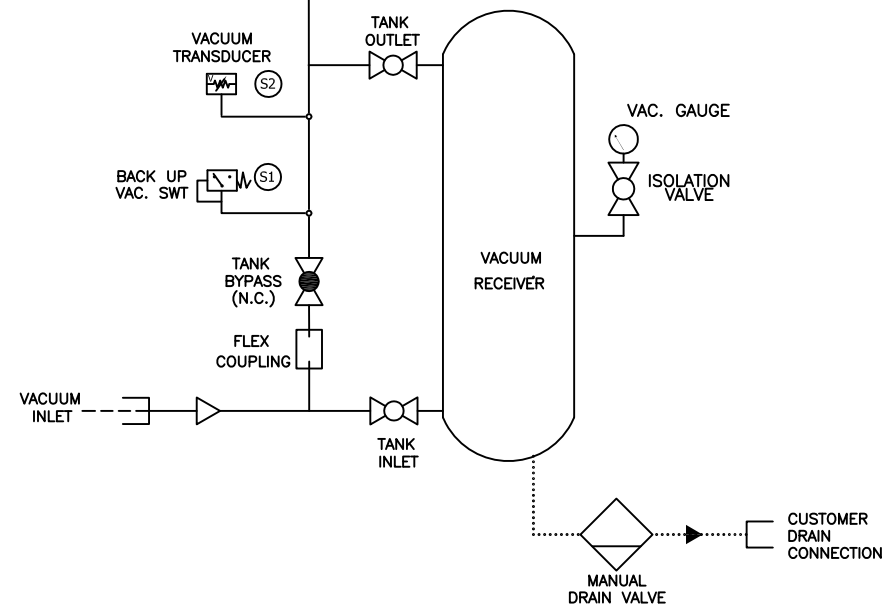 TANK
OUTLET
VACUUM
TRANSDUCER
V
S2
VAC. GAUGE
BACK UP
VAC. SWT
S1
ISOLATION
VALVE
TANK
BYPASS
(N.C.)
VACUUM
RECEIVER
FLEX
COUPLING
VACUUM
INLET
TANK
INLET
CUSTOMER
DRAIN
CONNECTION
MANUAL
DRAIN VALVE